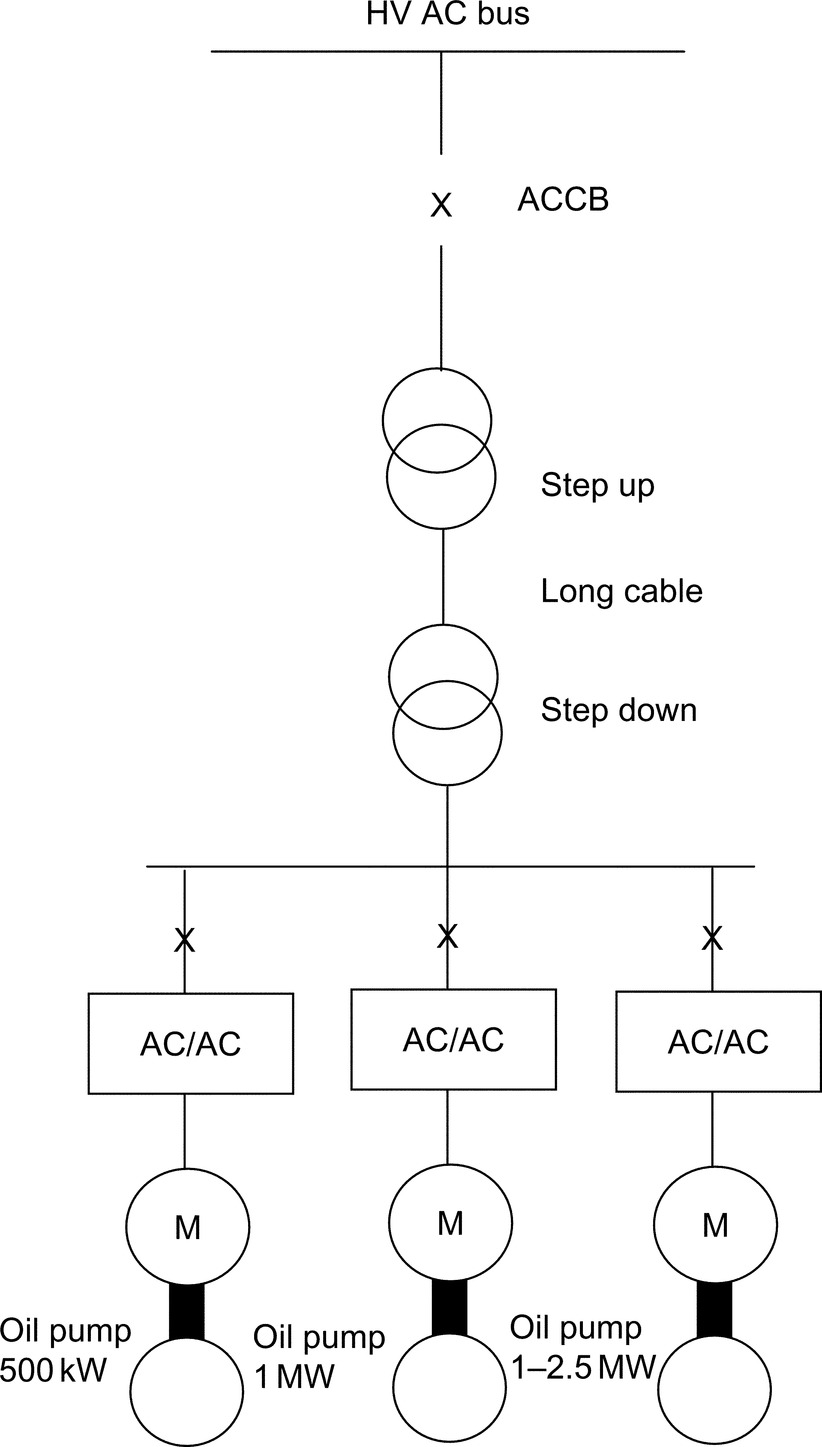 HV AC bus
X
ACCB
Step up
Long cable
Step down
X
X
X
AC/AC
AC/AC
AC/AC
M
M
M
Oil pump
500 kW
Oil pump
1 MW
Oil pump
1–2.5 MW